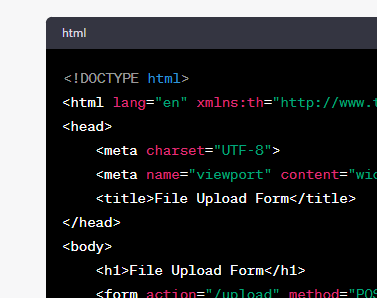 html
<!DOCTYPE html>
<html lang="en" xmlns:th="http://www.t
<head>
<meta charset="UTF-8">
<meta name="viewport" content="wid
<title>File Upload Form</title>
</head>
<body>
<h1>File Upload Form</h1>
<form action="/upload" method="POS